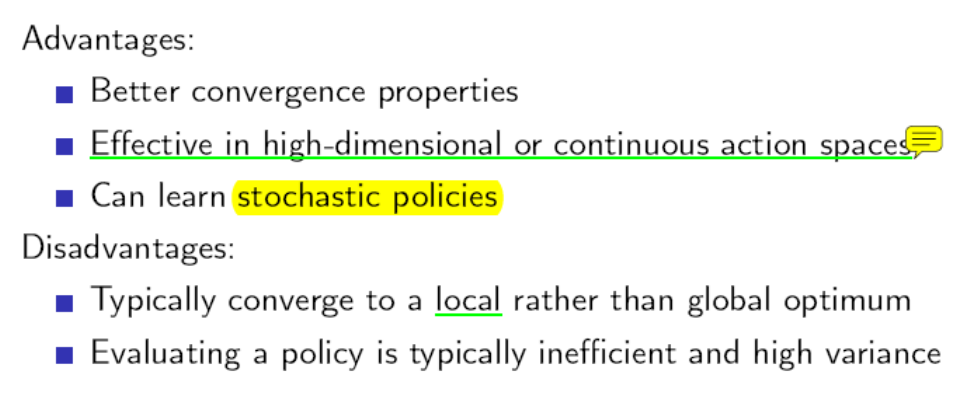 Advantages:
Better convergence properties
Effective in high-dimensional or continuous action spaces
Can learn stochastic policies
Disadvantages:
Typically converge to a local rather than global optimum
Evaluating a policy is typically inefficient and high variance